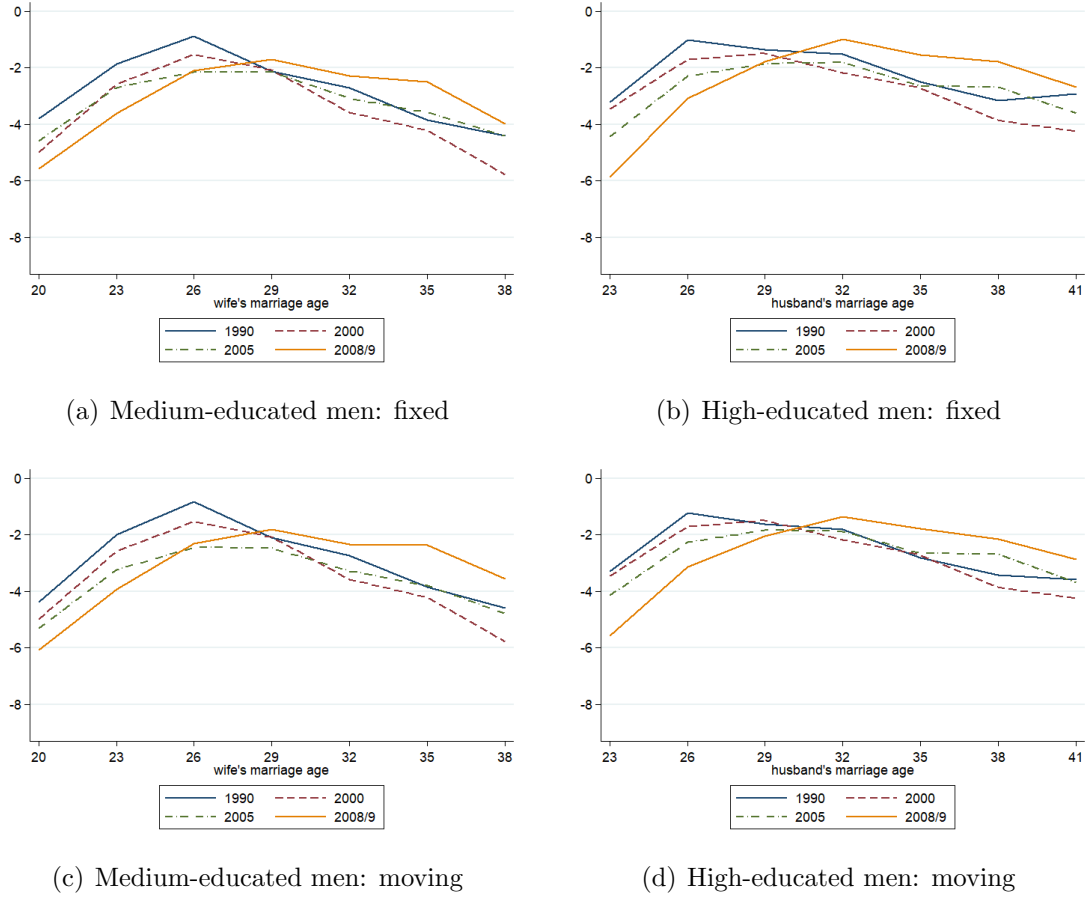 0
-2
-4
-6
-8
20 23 26 29 32 35 38
wife's marriage age
1990 2000
2005 2008/9
(a) Medium-educated men: fixed
0
-2
-4
-6
-8
23 26 29 32 35 38 41
husband's marriage age
1990 2000
2005 2008/9
(b) High-educated men: fixed
0
-2
-4
-6
-8
20 23 26 29 32 35 38
wife's marriage age
1990 2000
2005 2008/9
(c) Medium-educated men: moving
0
-2
-4
-6
-8
23 26 29 32 35 38 41
husband's marriage age
1990 2000
2005 2008/9
(d) High-educated men: moving